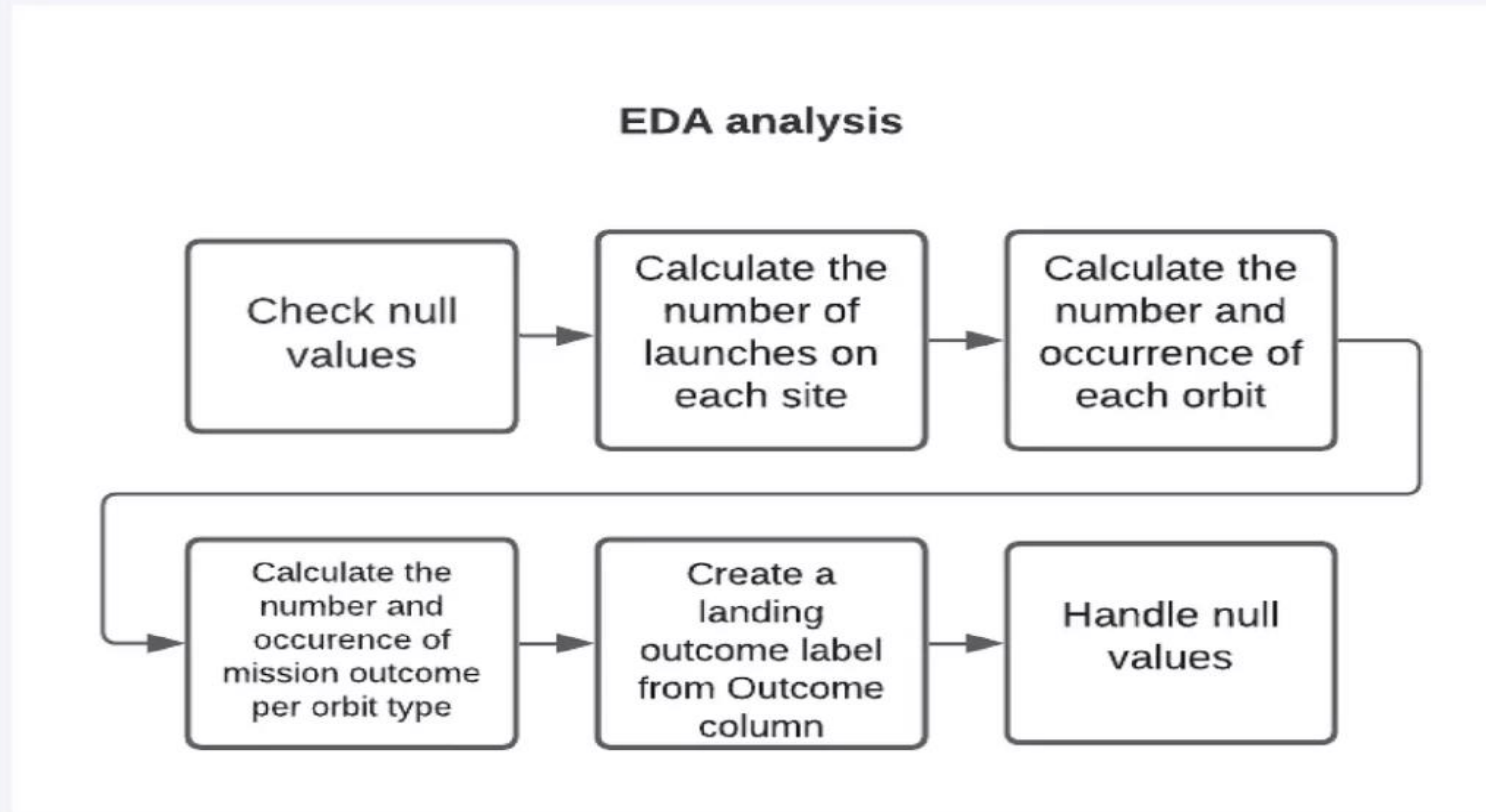 EDA analysis
Check null
values
Calculate the
number of
launches on
each site
Calculate the
number and
occurrence of
each orbit
Calculate the
number and
occurence of
mission outcome
per orbit type
Create a
landing
outcome label
from Outcome
column
Handle null
values